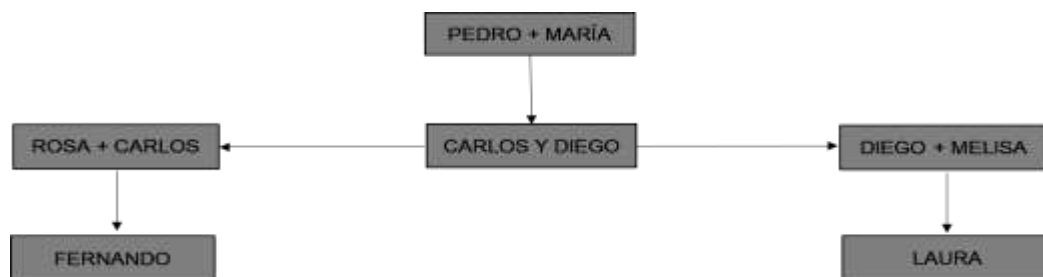 PEDRO + MARÍA
ROSA + CARLOS
CARLOS Y DIEGO
DIEGO + MELISA
FERNANDO
LAURA